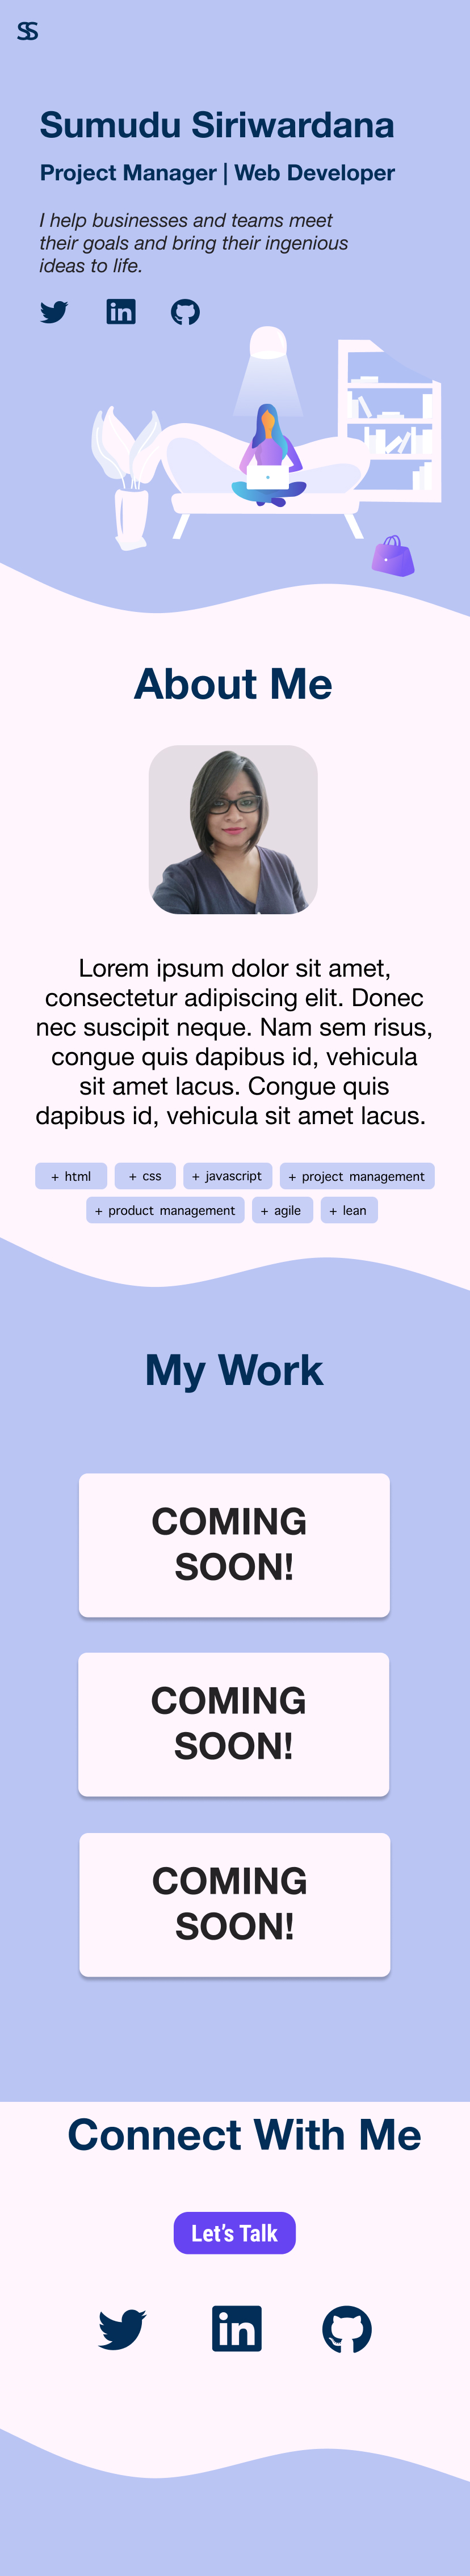 SS
Sumudu Siriwardana
Project Manager | Web Developer
I help businesses and teams meet
their goals and bring their ingenious
ideas to life.
in
About Me
Lorem ipsum dolor sit amet,
consectetur adipiscing elit. Donec
nec suscipit neque. Nam sem risus,
congue quis dapibus id, vehicula
sit amet lacus. Congue quis
dapibus id, vehicula sit amet lacus.
+ html + css + javascript + project management
+ product management + agile + lean
My Work
COMING
SOON!
COMING
SOON!
COMING
SOON!
Connect With Me
Let's Talk
in